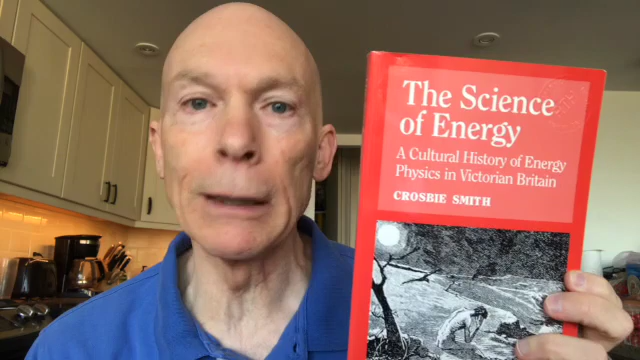 The Science
of Energy
A Cultural History of Energy
Physics in Victorian Britain
CROSBIE SMITH